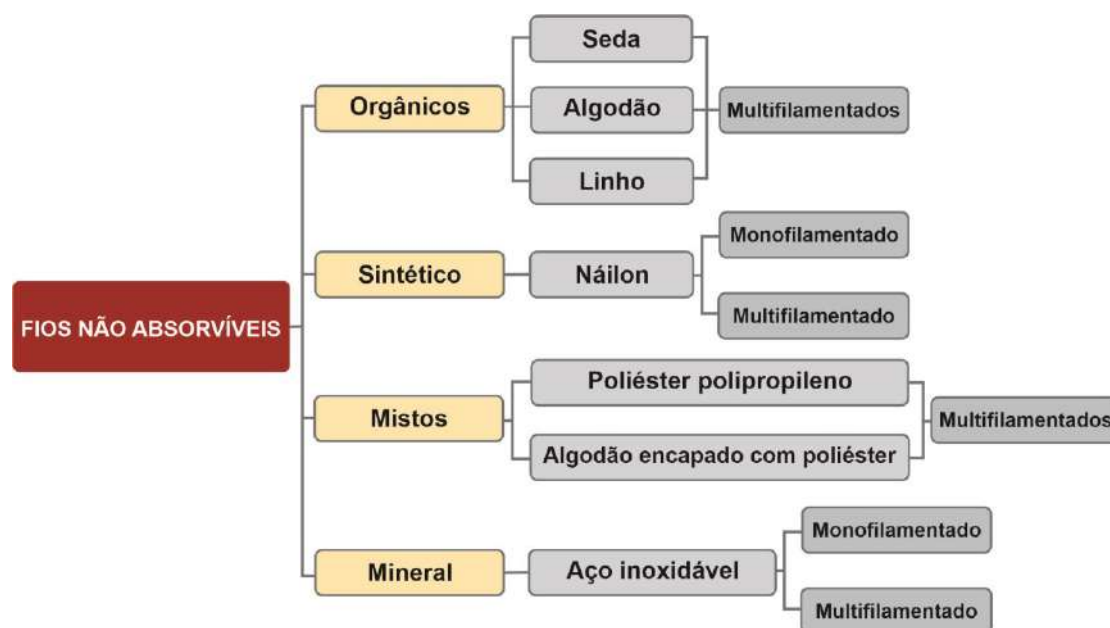 FIOS NÃO ABSORVÍVEIS
Orgânicos
Seda
Algodão
Linho
Multifilamentados
Sintético
Náilon
Monofilamentado
Multifilamentado
Mistos
Poliéster polipropileno
Algodão encapado com poliéster
Multifilamentados
Mineral
Aço inoxidável
Monofilamentado
Multifilamentado